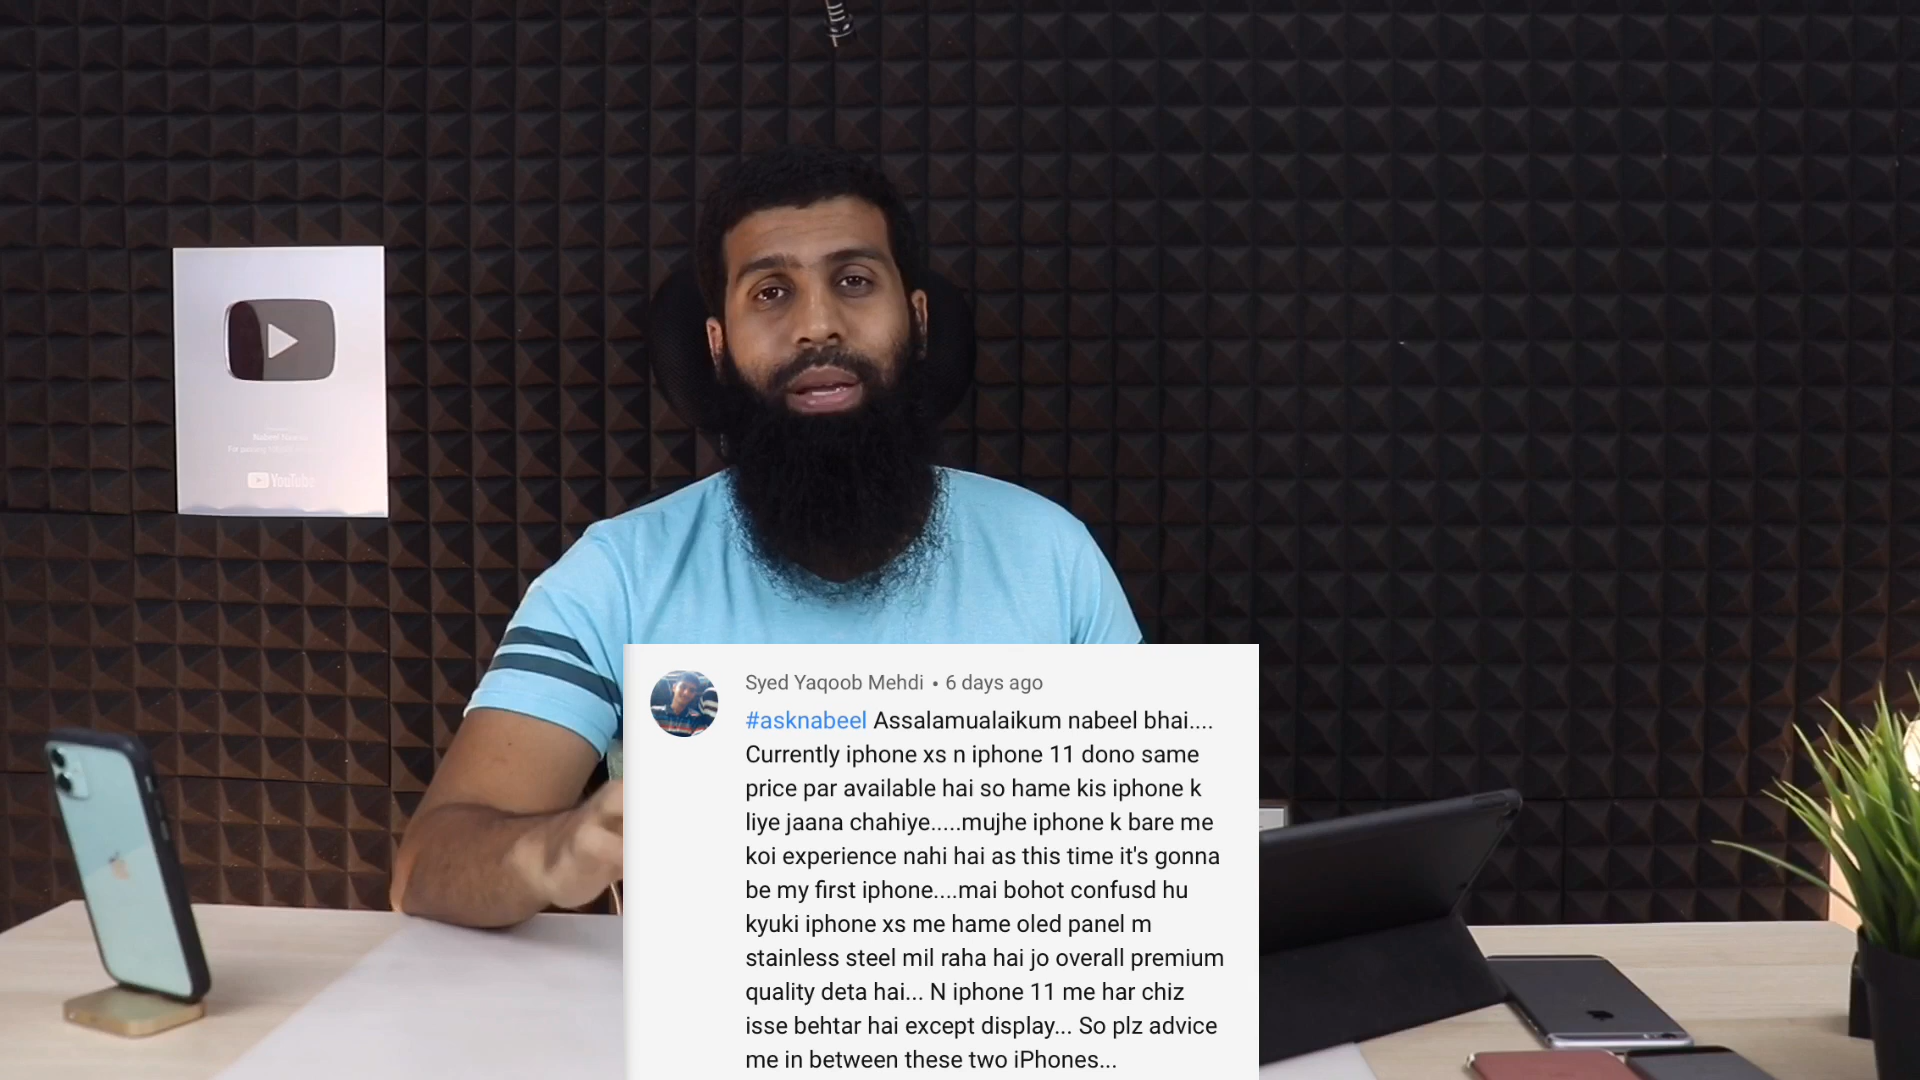 Nabeel Nawab
YouTube
Syed Yaqoob Mehdi • 6 days ago
#asknabeel Assalamualaikum nabeel bhai....
Currently iphone xs n iphone 11 dono same
price par available hai so hame kis iphone k
liye jaana chahiye.....mujhe iphone k bare me
koi experience nahi hai as this time it's gonna
be my first iphone....mai bohot confusd hu
kyuki iphone xs me hame oled panel m
stainless steel mil raha hai jo overall premium
quality deta hai... N iphone 11 me har chiz
isse behtar hai except display... So plz advice
me in between these two iPhones...